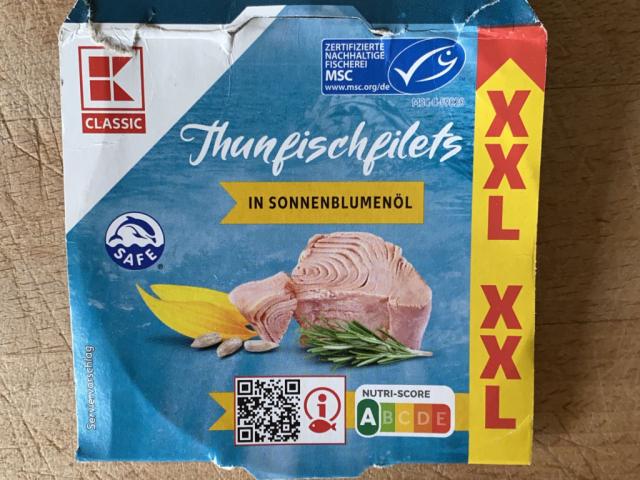 K
CLASSIC
ZERTIFIZIERTE
NACHHALTIGE
FISCHEREI
MSC
www.msc.org/de
Thunfischfilets
IN SONNENBLUMENÖL
XXL XXL
SAFE
Serviervorschlag
NUTRI-SCORE
A B C D E